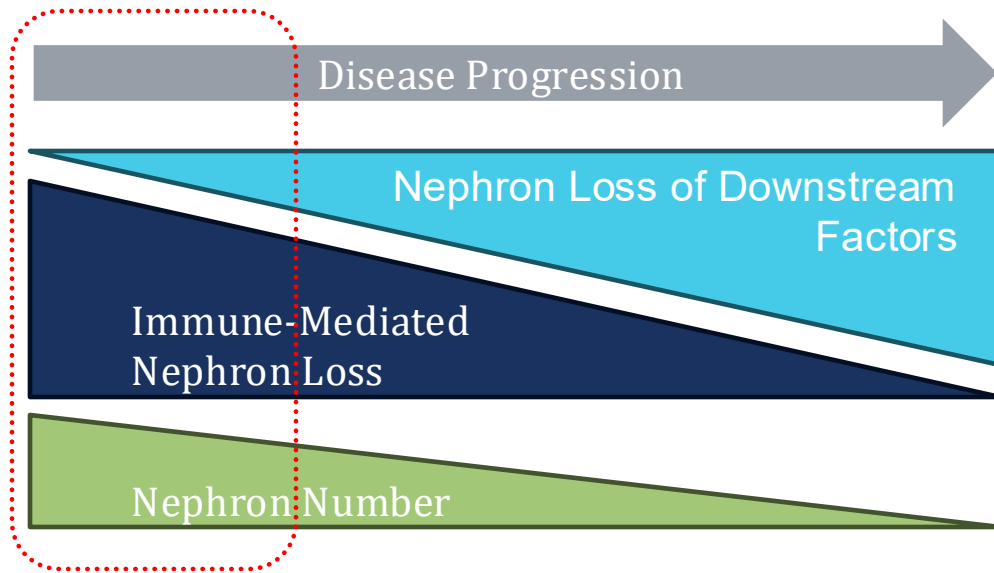 Disease Progression
Nephron Loss of Downstream
Factors
Immune-Mediated
Nephron Loss
Nephron Number